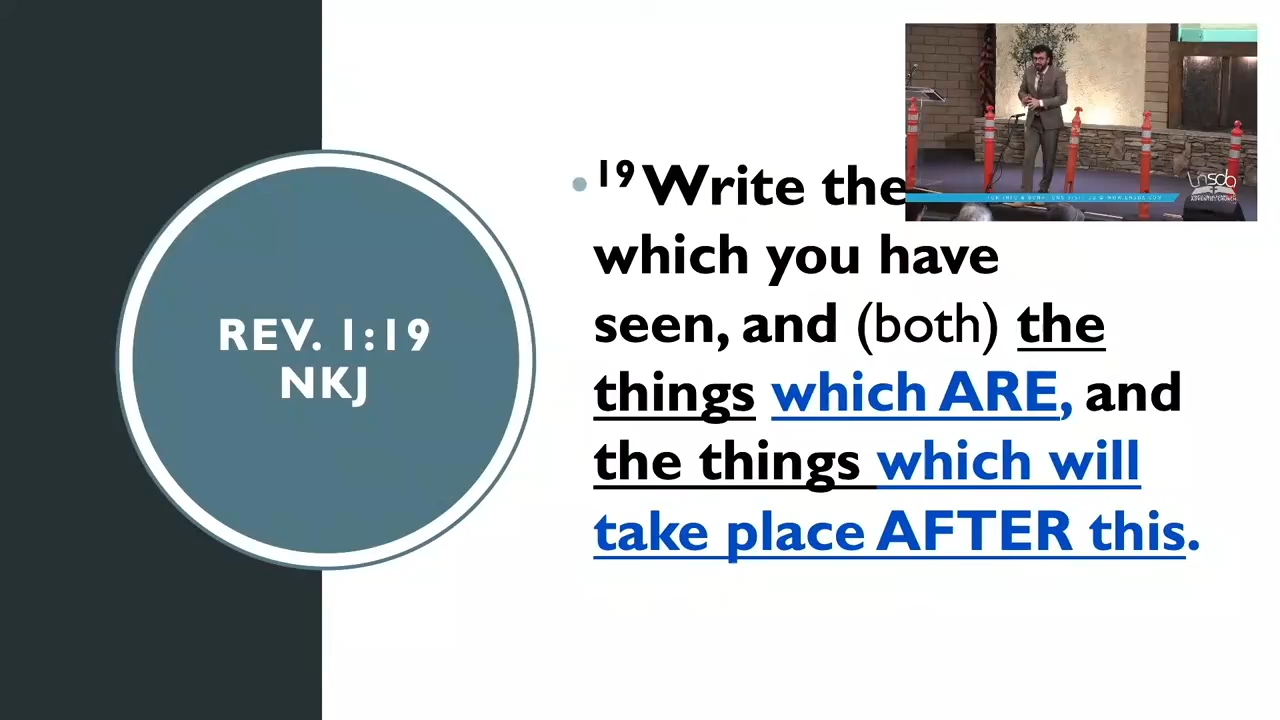 REV. 1:19
NKJ
19 Write the
which you have
seen, and (both) the
things which ARE, and
the things which will
take place AFTER this.